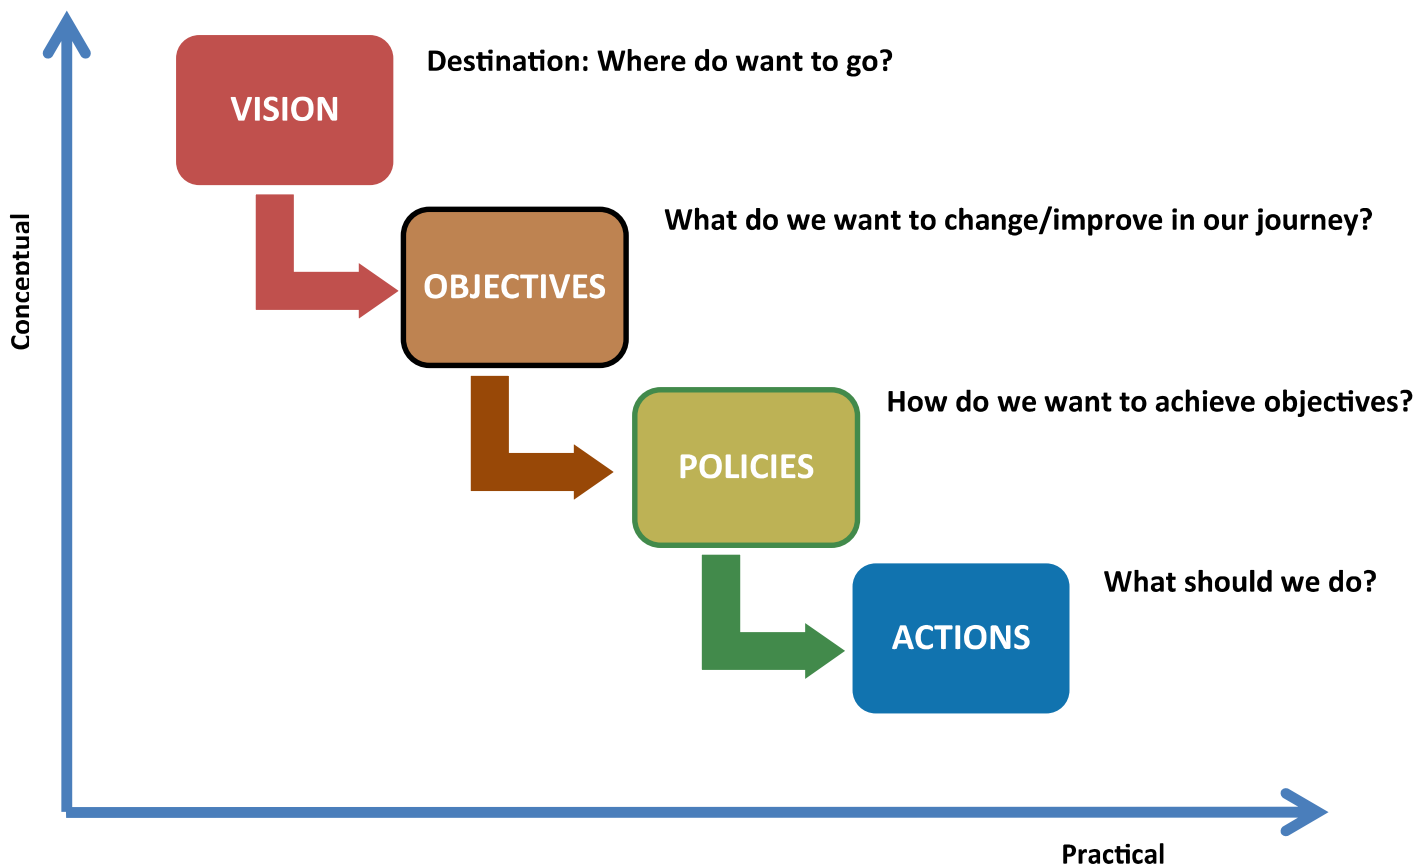 VISION
Destination: Where do want to go?
OBJECTIVES
What do we want to change/improve in our journey?
POLICIES
How do we want to achieve objectives?
ACTIONS
What should we do?
Conceptual
Practical